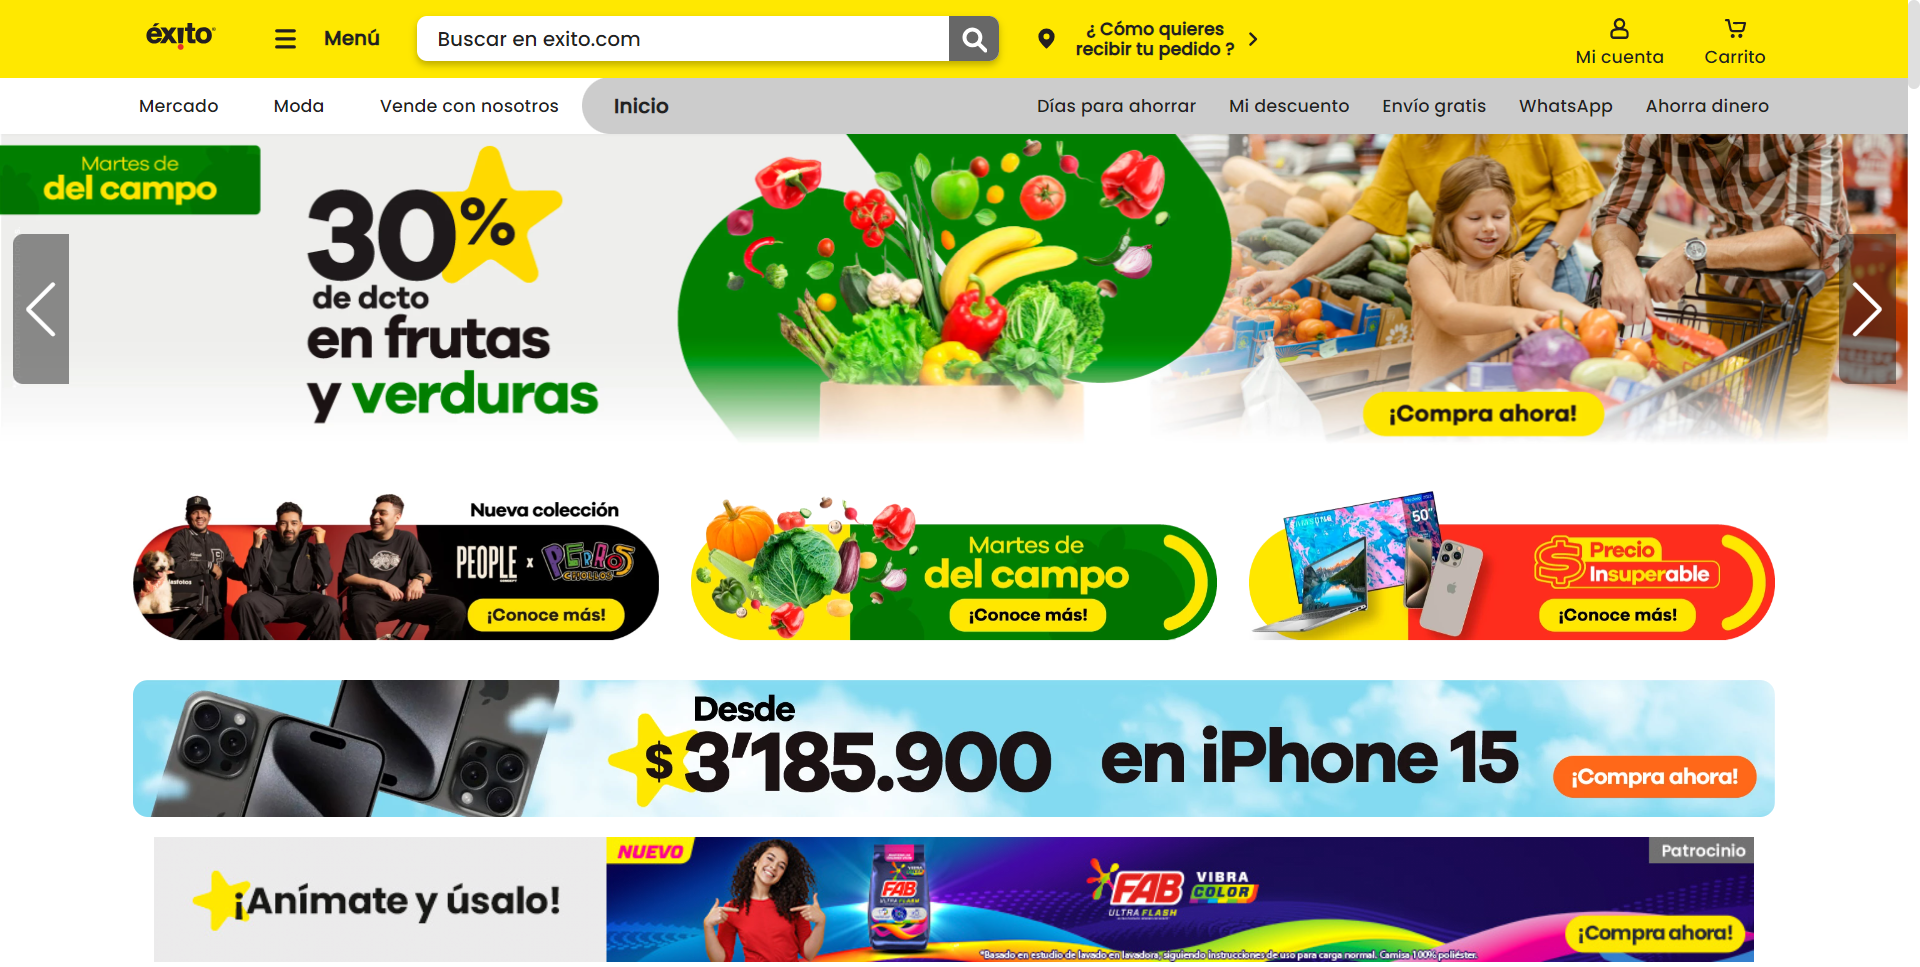 éxito
Menú
Buscar en exito.com
¿ Cómo quieres
recibir tu pedido ?
Mi cuenta
Carrito
Mercado
Moda
Vende con nosotros
Inicio
Días para ahorrar
Mi descuento
Envío gratis
WhatsApp
Ahorra dinero
Martes de
del campo
30%
de dcto
en frutas
y verduras
¡Compra ahora!
Nueva colección
PEOPLE x PERROS
CRIOLLOS
¡Conoce más!
Martes de
del campo
¡Conoce más!
SAMSUNG
50"
$ Precio
Insuperable
¡Conoce más!
Desde
$ 3'185.900 en iPhone 15
¡Compra ahora!
¡Anímate y úsalo!
NUEVO
FAB
VIBRA
COLOR
FAB
ULTRA FLASH
VIBRA
COLOR
Patrocinio
¡Compra ahora!
*Basado en estudio de lavado en lavadora, siguiendo instrucciones de uso para carga normal. Camisa 100% poliéster.